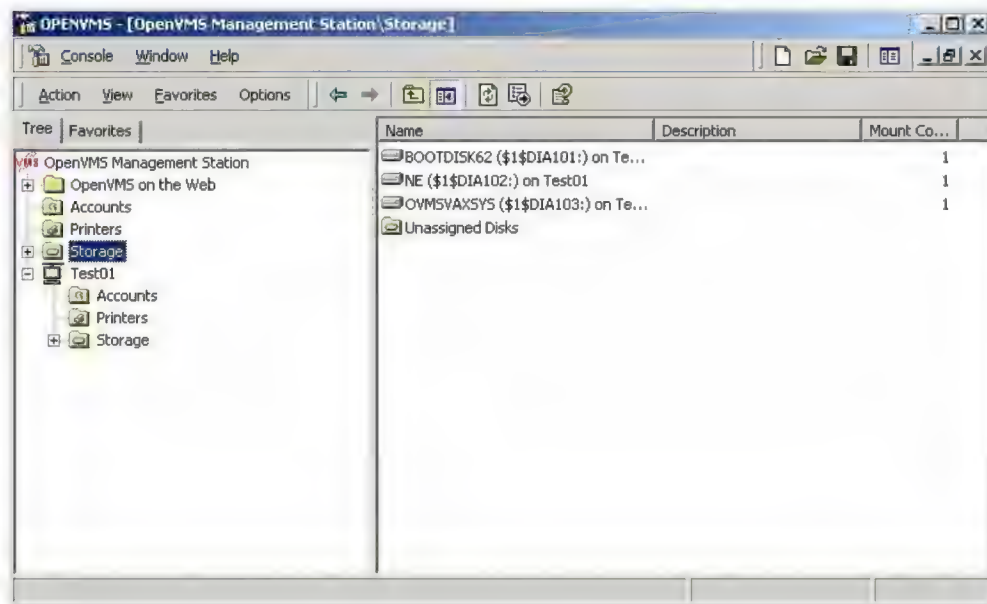 OPENVMS - [OpenVMS Management Station\Storage]
Console Window Help
Action View Favorites Options
Tree Favorites
Name Description Mount Co...
OpenVMS Management Station
OpenVMS on the Web
Accounts
Printers
Storage
Test01
Accounts
Printers
Storage
BOOTDISK62 ($1$DIA101:) on Te... 1
NE ($1$DIA102:) on Test01 1
OVMSVAXSYS ($1$DIA103:) on Te... 1
Unassigned Disks